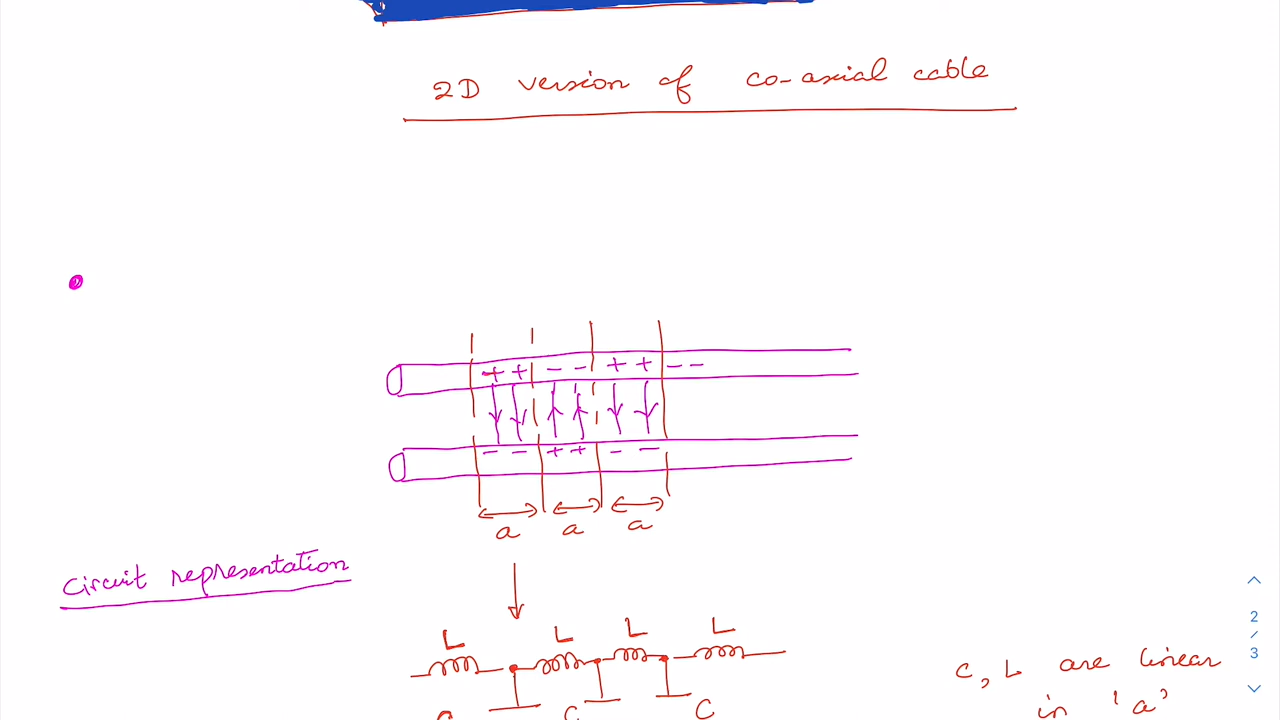 2D version of co-axial cable
+ + - - + + - -
- - + + - -
a a a
Circuit representation
L L L L
C C C
C, L are linear
in 'a'
2
/
3